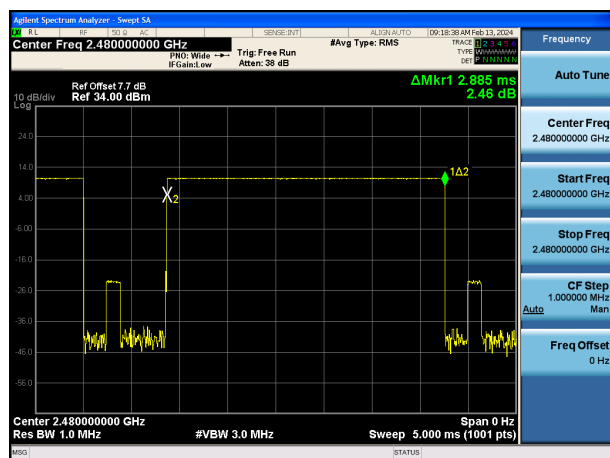 Agilent Spectrum Analyzer - Swept SA
RL RF 50 Ω AC SENSE:INT ALIGN AUTO 09:18:38 AM Feb 13, 2024
Center Freq 2.480000000 GHz
PNO: Wide
IFGain:Low
Trig: Free Run
Atten: 38 dB
#Avg Type: RMS
TRACE 1 2 3 4 5 6
TYPE
DET P N N N N N
Frequency
ΔMkr1 2.885 ms
2.46 dB
Ref Offset 7.7 dB
Ref 34.00 dBm
10 dB/div
Log
24.0
14.0
4.00
-6.00
-16.0
-26.0
-36.0
-46.0
-56.0
1Δ2
2
Center 2.480000000 GHz
Res BW 1.0 MHz
#VBW 3.0 MHz
Span 0 Hz
Sweep 5.000 ms (1001 pts)
Auto Tune
Center Freq
2.480000000 GHz
Start Freq
2.480000000 GHz
Stop Freq
2.480000000 GHz
CF Step
1.000000 MHz
Auto Man
Freq Offset
0 Hz
MSG
STATUS